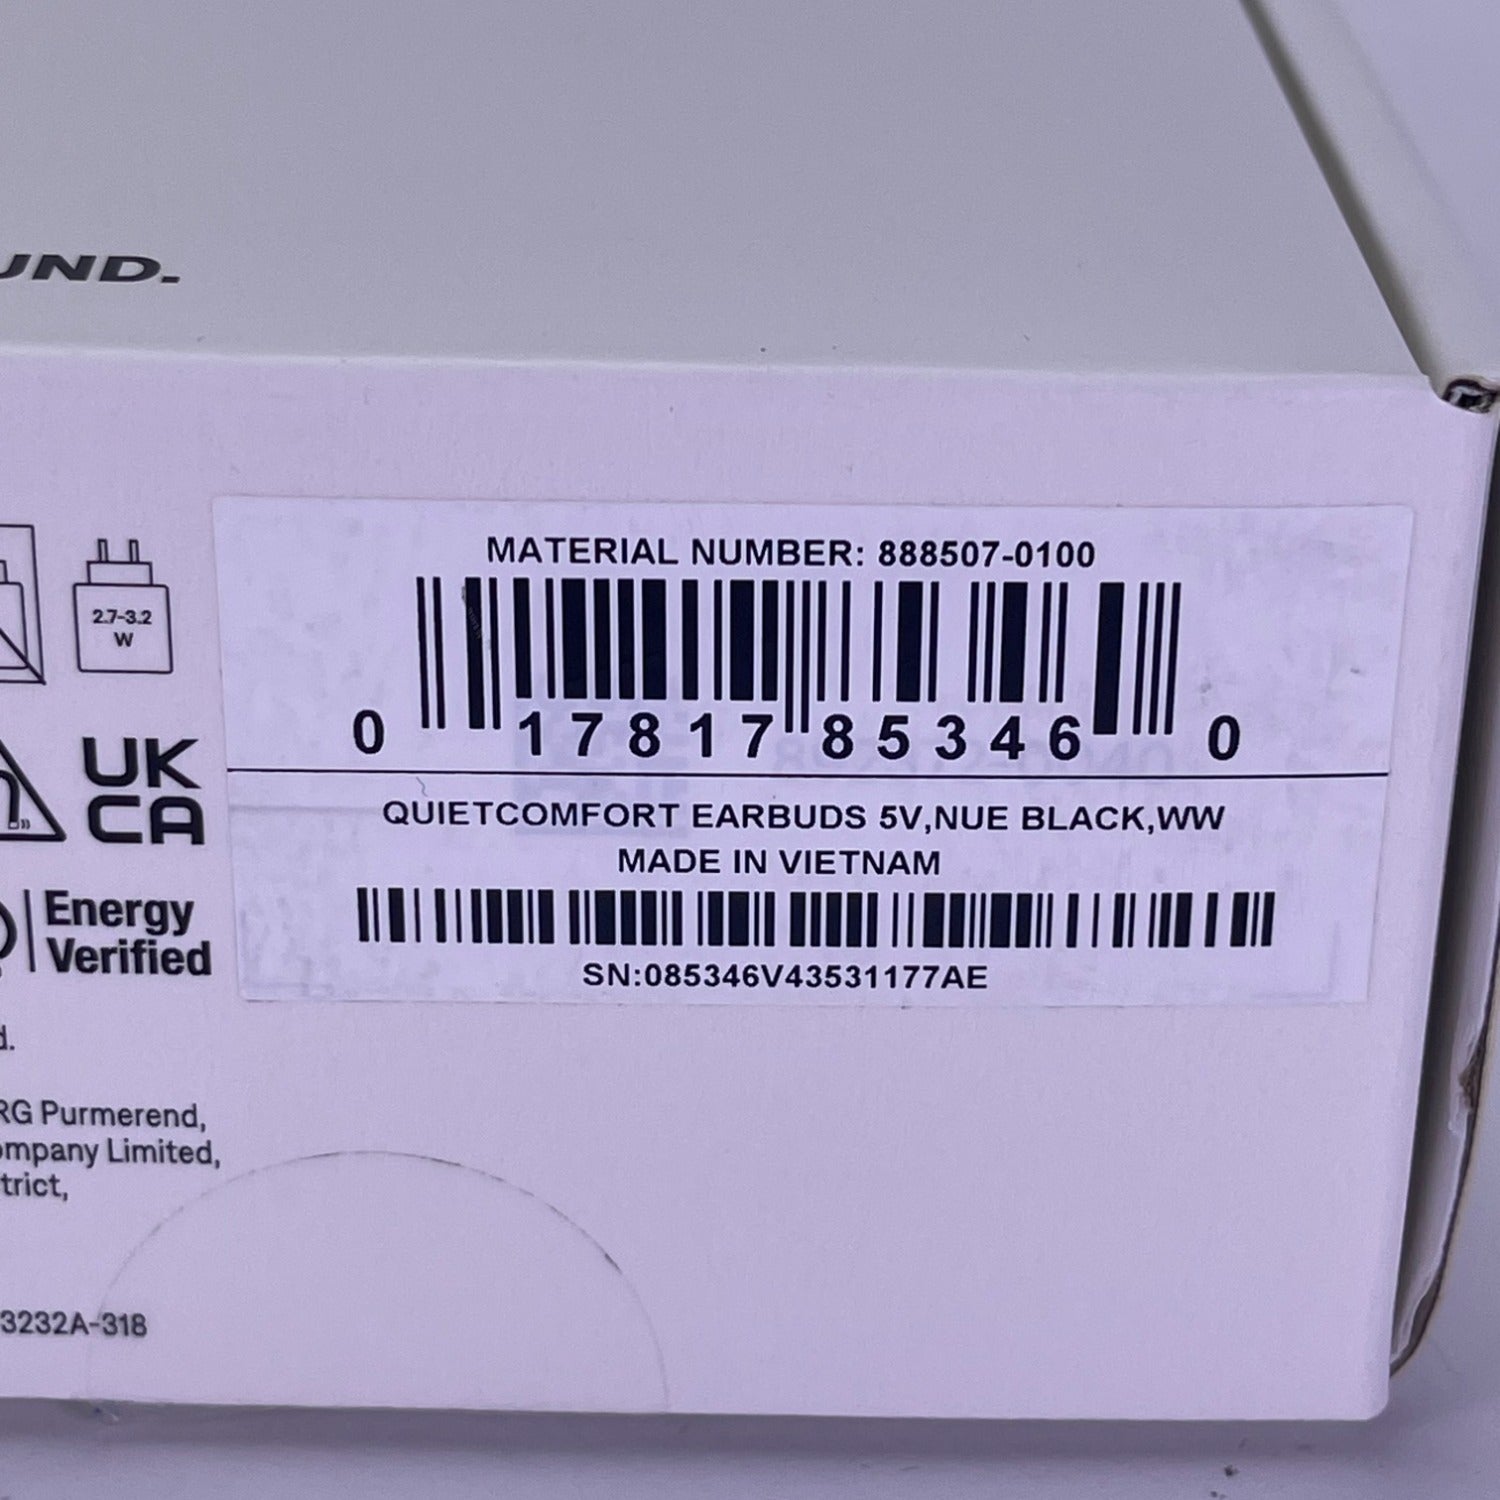 UND.
2.7-3.2
W
UK
CA
Energy
Verified
d.
RG Purmerend,
ompany Limited,
trict,
3232A-318
MATERIAL NUMBER: 888507-0100
0 17817 85346 0
QUIETCOMFORT EARBUDS 5V,NUE BLACK,WW
MADE IN VIETNAM
SN:085346V43531177AE